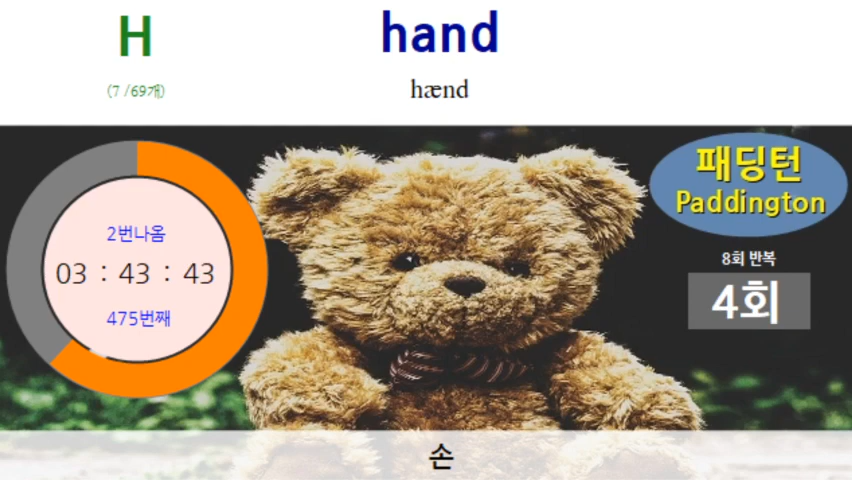 H
hand
(7 /69개)
hænd
패딩턴
Paddington
2번나옴
03 : 43 : 43
475번째
8회 반복
4회
손